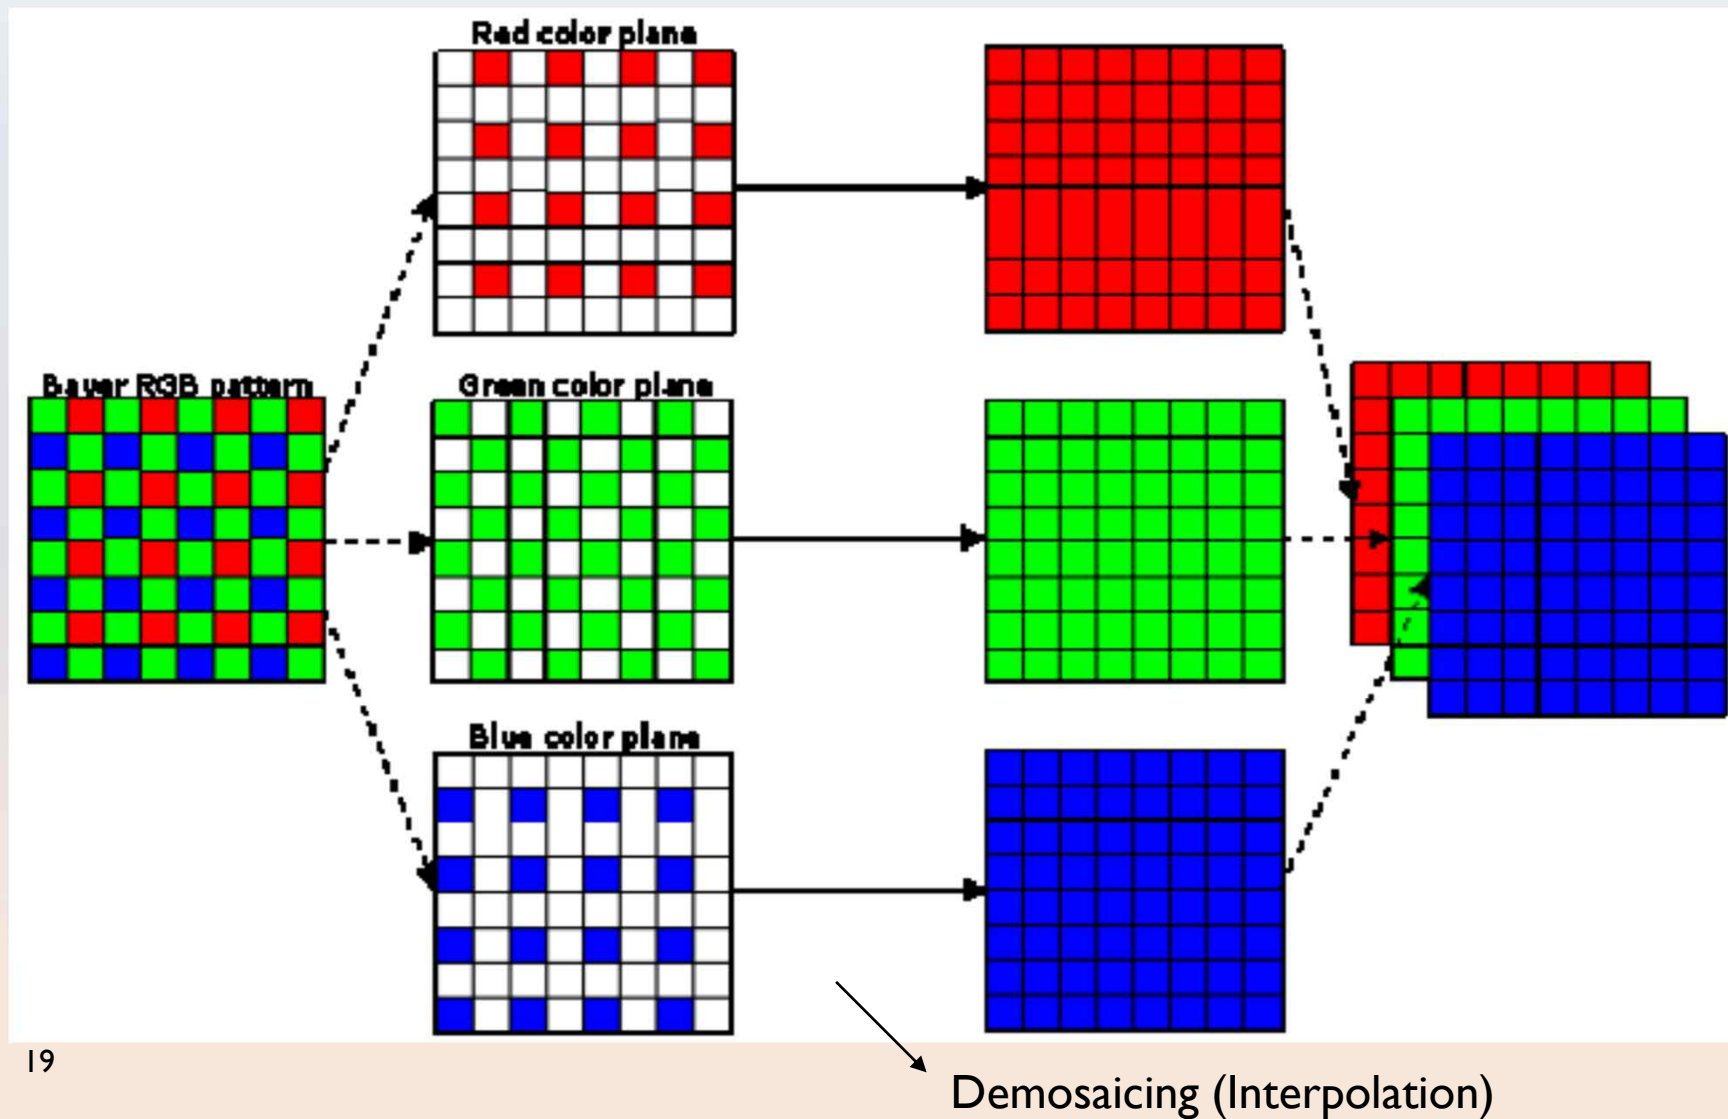 Red color plane
Bayer RGB pattern
Green color plane
Blue color plane
19
Demosaicing (Interpolation)